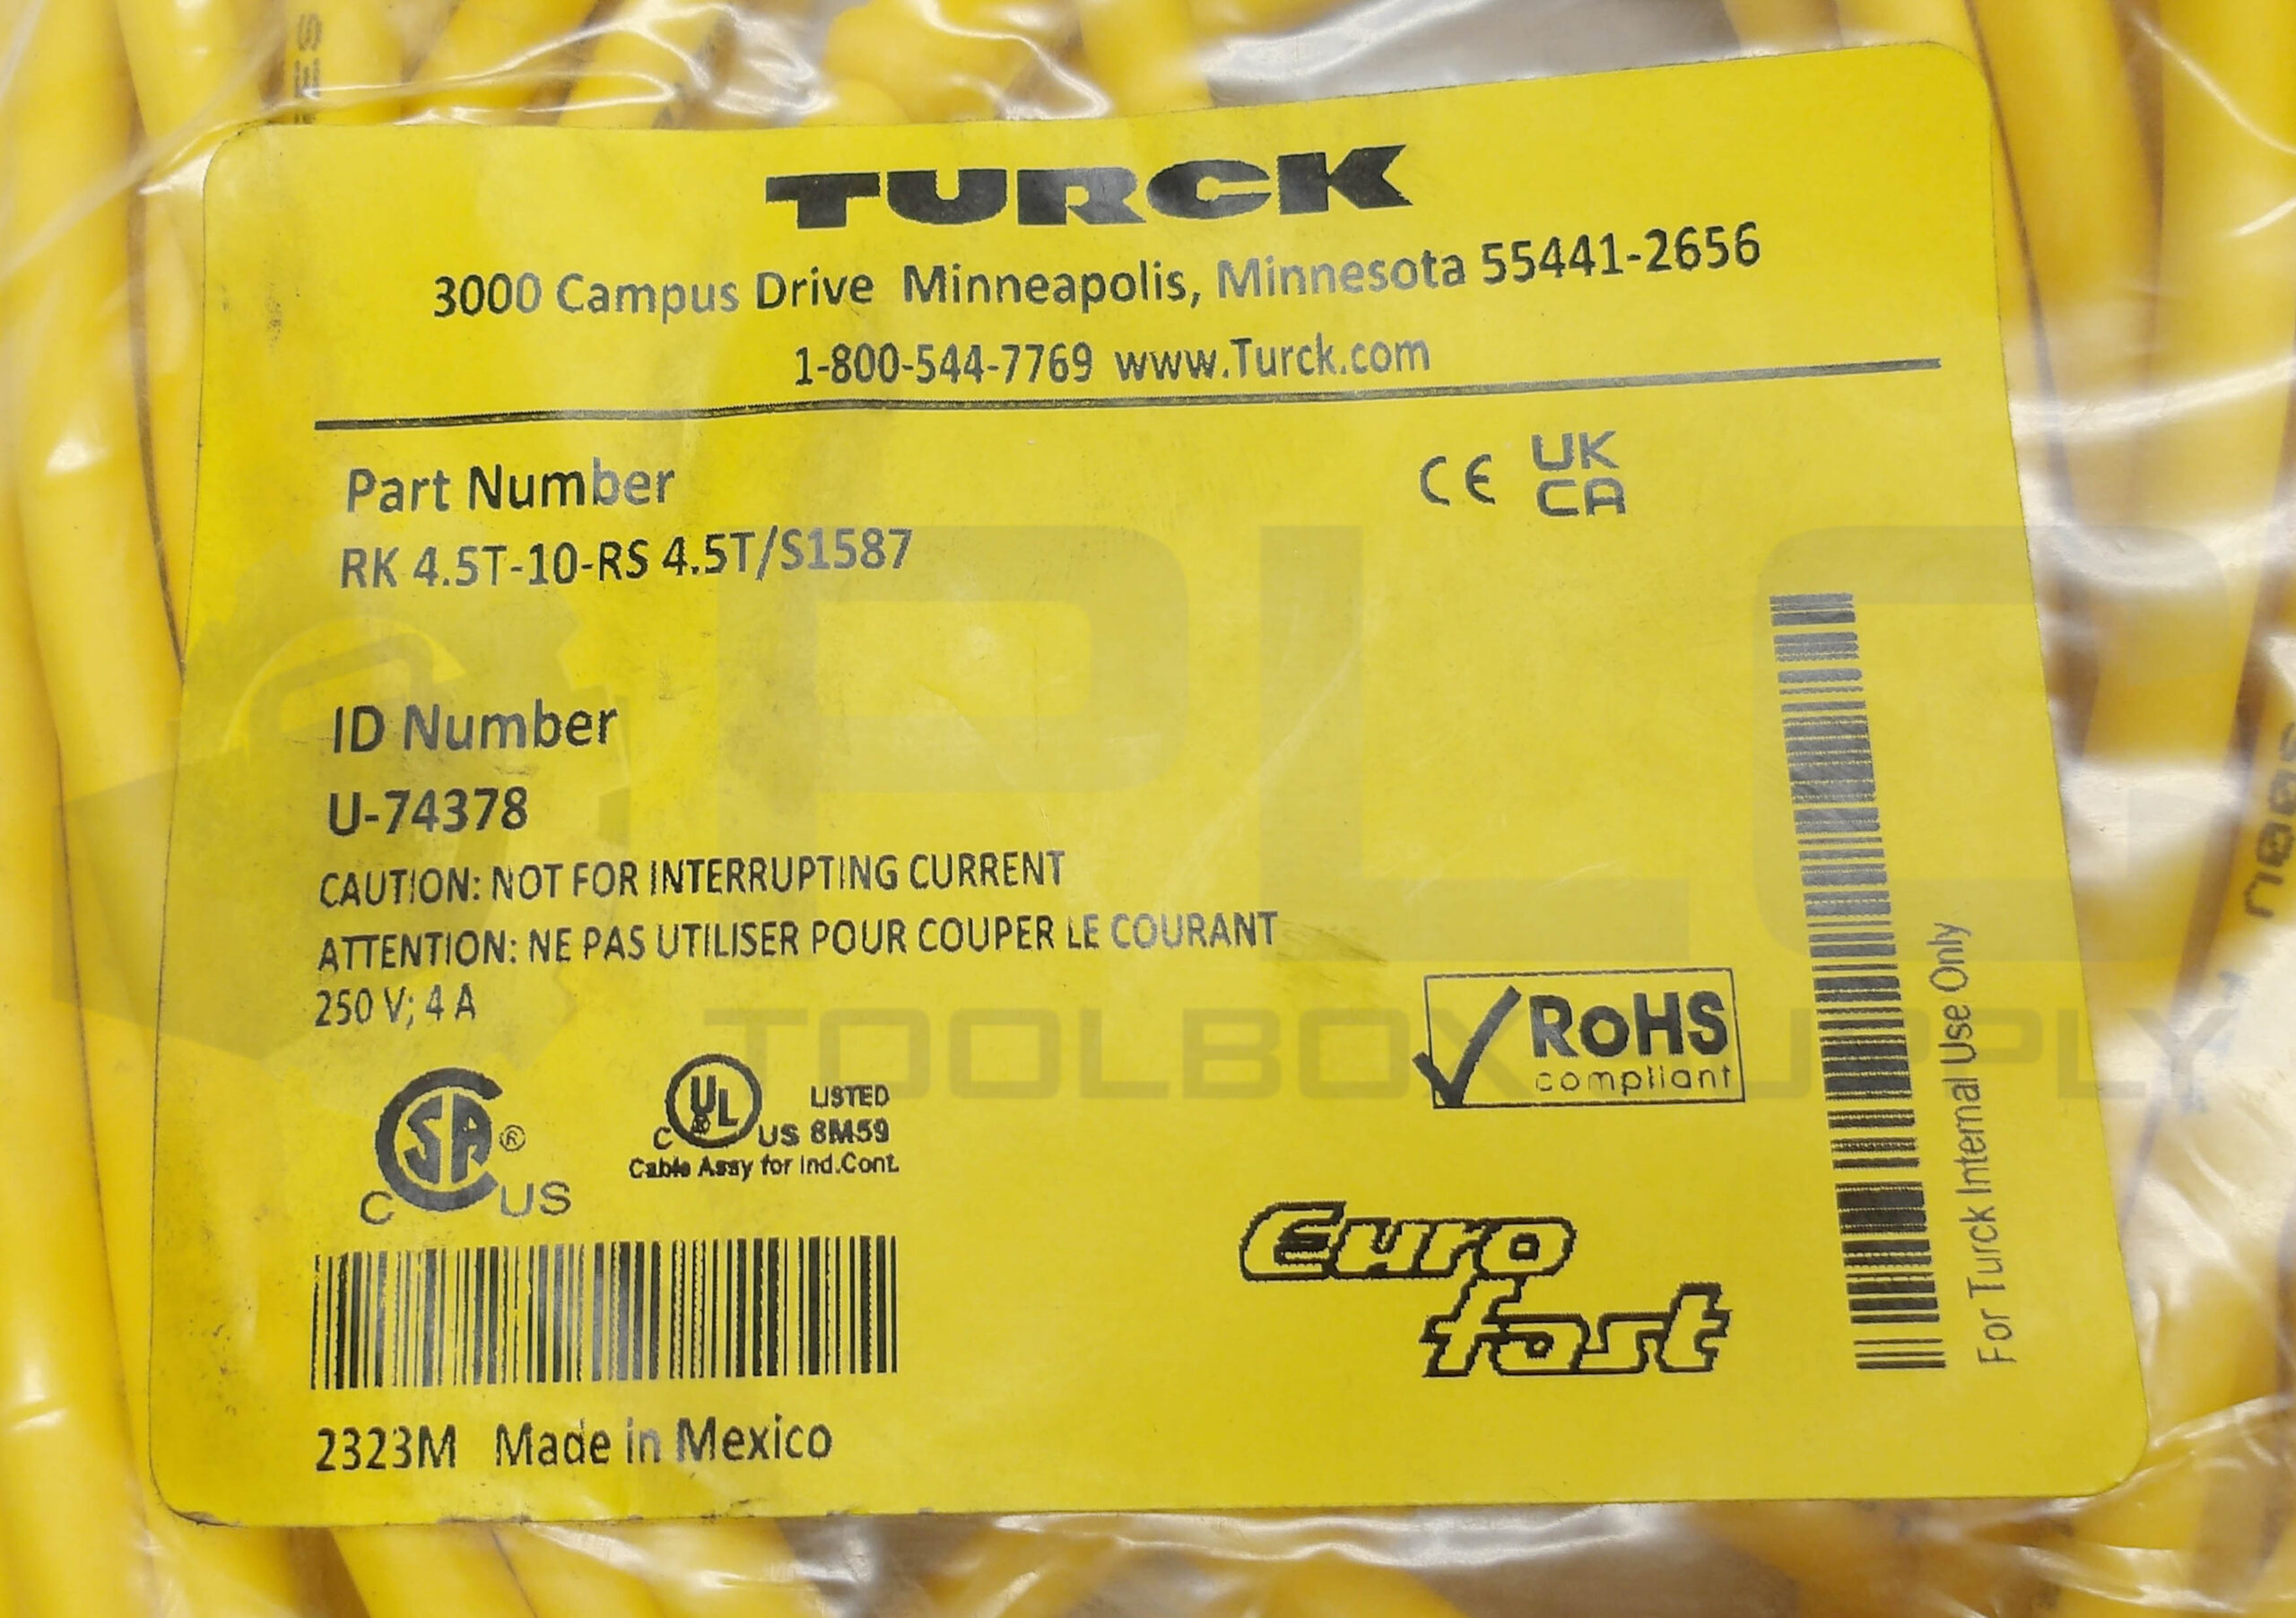 TURCK
3000 Campus Drive Minneapolis, Minnesota 55441-2656
1-800-544-7769 www.Turck.com
Part Number
RK 4.5T-10-RS 4.5T/S1587
CE UK
CA
ID Number
U-74378
CAUTION: NOT FOR INTERRUPTING CURRENT
ATTENTION: NE PAS UTILISER POUR COUPER LE COURANT
250 V; 4 A
RoHS
compliant
C SA ® US
C UL ® US LISTED
8M59
Cable Assy for Ind.Cont.
Euro
fast
2323M Made in Mexico
For Turck Internal Use Only
PLC
TOOLBOX SUPPLY